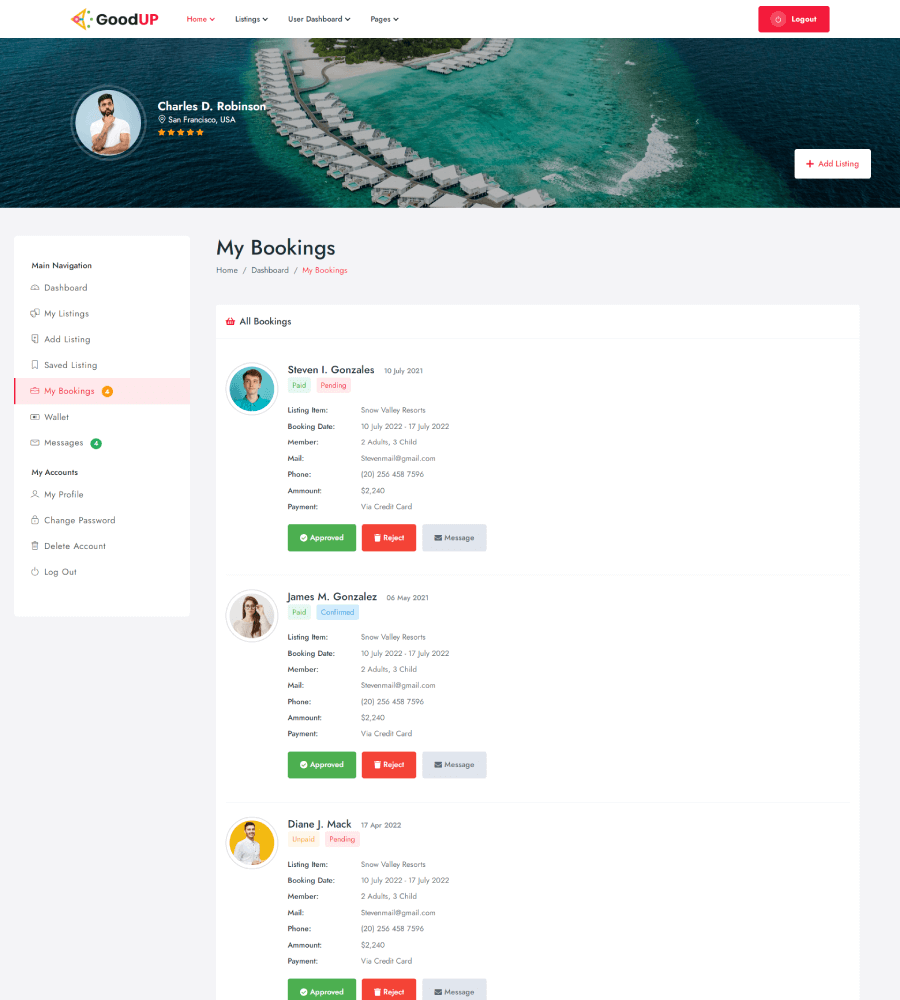 GoodUP
Home Listings User Dashboard Pages
Logout
Charles D. Robinson
San Francisco, USA
Add Listing
Main Navigation
Dashboard
My Listings
Add Listing
Saved Listing
My Bookings 4
Wallet
Messages 4
My Accounts
My Profile
Change Password
Delete Account
Log Out
My Bookings
Home / Dashboard / My Bookings
All Bookings
Steven I. Gonzales 10 July 2021
Paid Pending
Listing Item: Snow Valley Resorts
Booking Date: 10 July 2022 - 17 July 2022
Member: 2 Adults, 3 Child
Mail: Stevenmail@gmail.com
Phone: (20) 256 458 7596
Ammount: $2,240
Payment: Via Credit Card
Approved Reject Message
James M. Gonzalez 06 May 2021
Paid Confirmed
Listing Item: Snow Valley Resorts
Booking Date: 10 July 2022 - 17 July 2022
Member: 2 Adults, 3 Child
Mail: Stevenmail@gmail.com
Phone: (20) 256 458 7596
Ammount: $2,240
Payment: Via Credit Card
Approved Reject Message
Diane J. Mack 17 Apr 2022
Unpaid Pending
Listing Item: Snow Valley Resorts
Booking Date: 10 July 2022 - 17 July 2022
Member: 2 Adults, 3 Child
Mail: Stevenmail@gmail.com
Phone: (20) 256 458 7596
Ammount: $2,240
Payment: Via Credit Card
Approved Reject Message